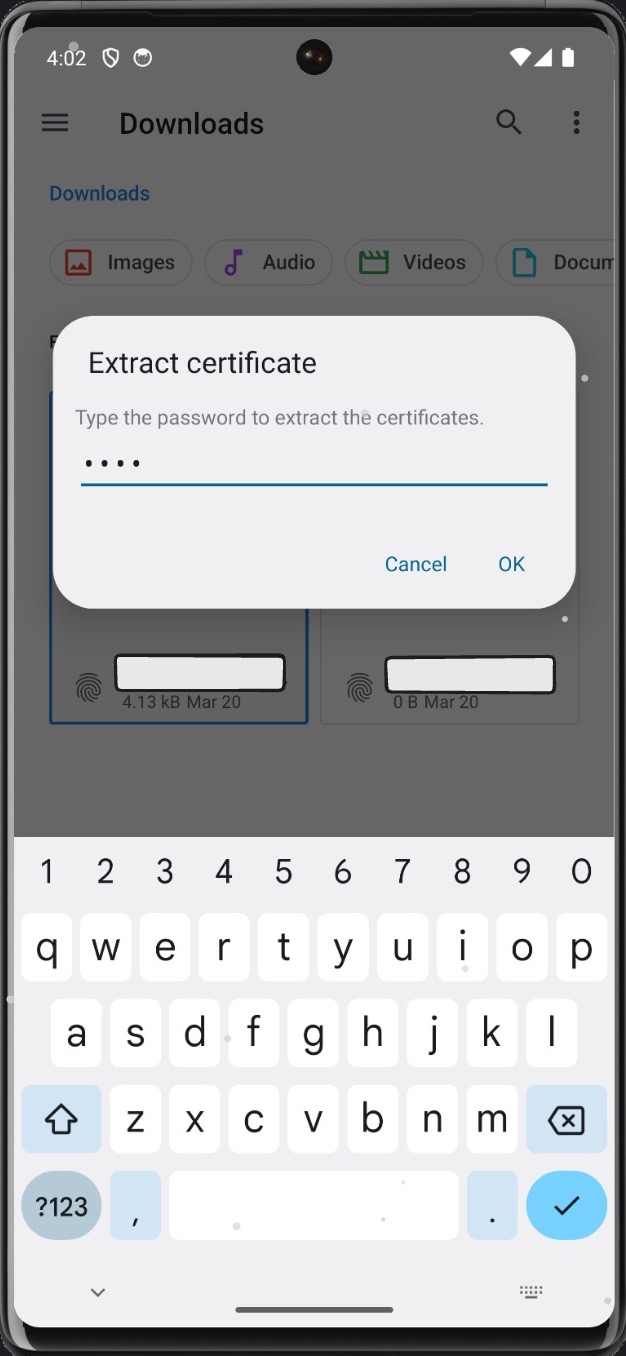 4:02
Downloads
Downloads
Images Audio Videos Docum
Extract certificate
Type the password to extract the certificates.
••••
Cancel OK
4.13 kB Mar 20 0 B Mar 20
1 2 3 4 5 6 7 8 9 0
q w e r t y u i o p
a s d f g h j k l
z x c v b n m
?123 , .